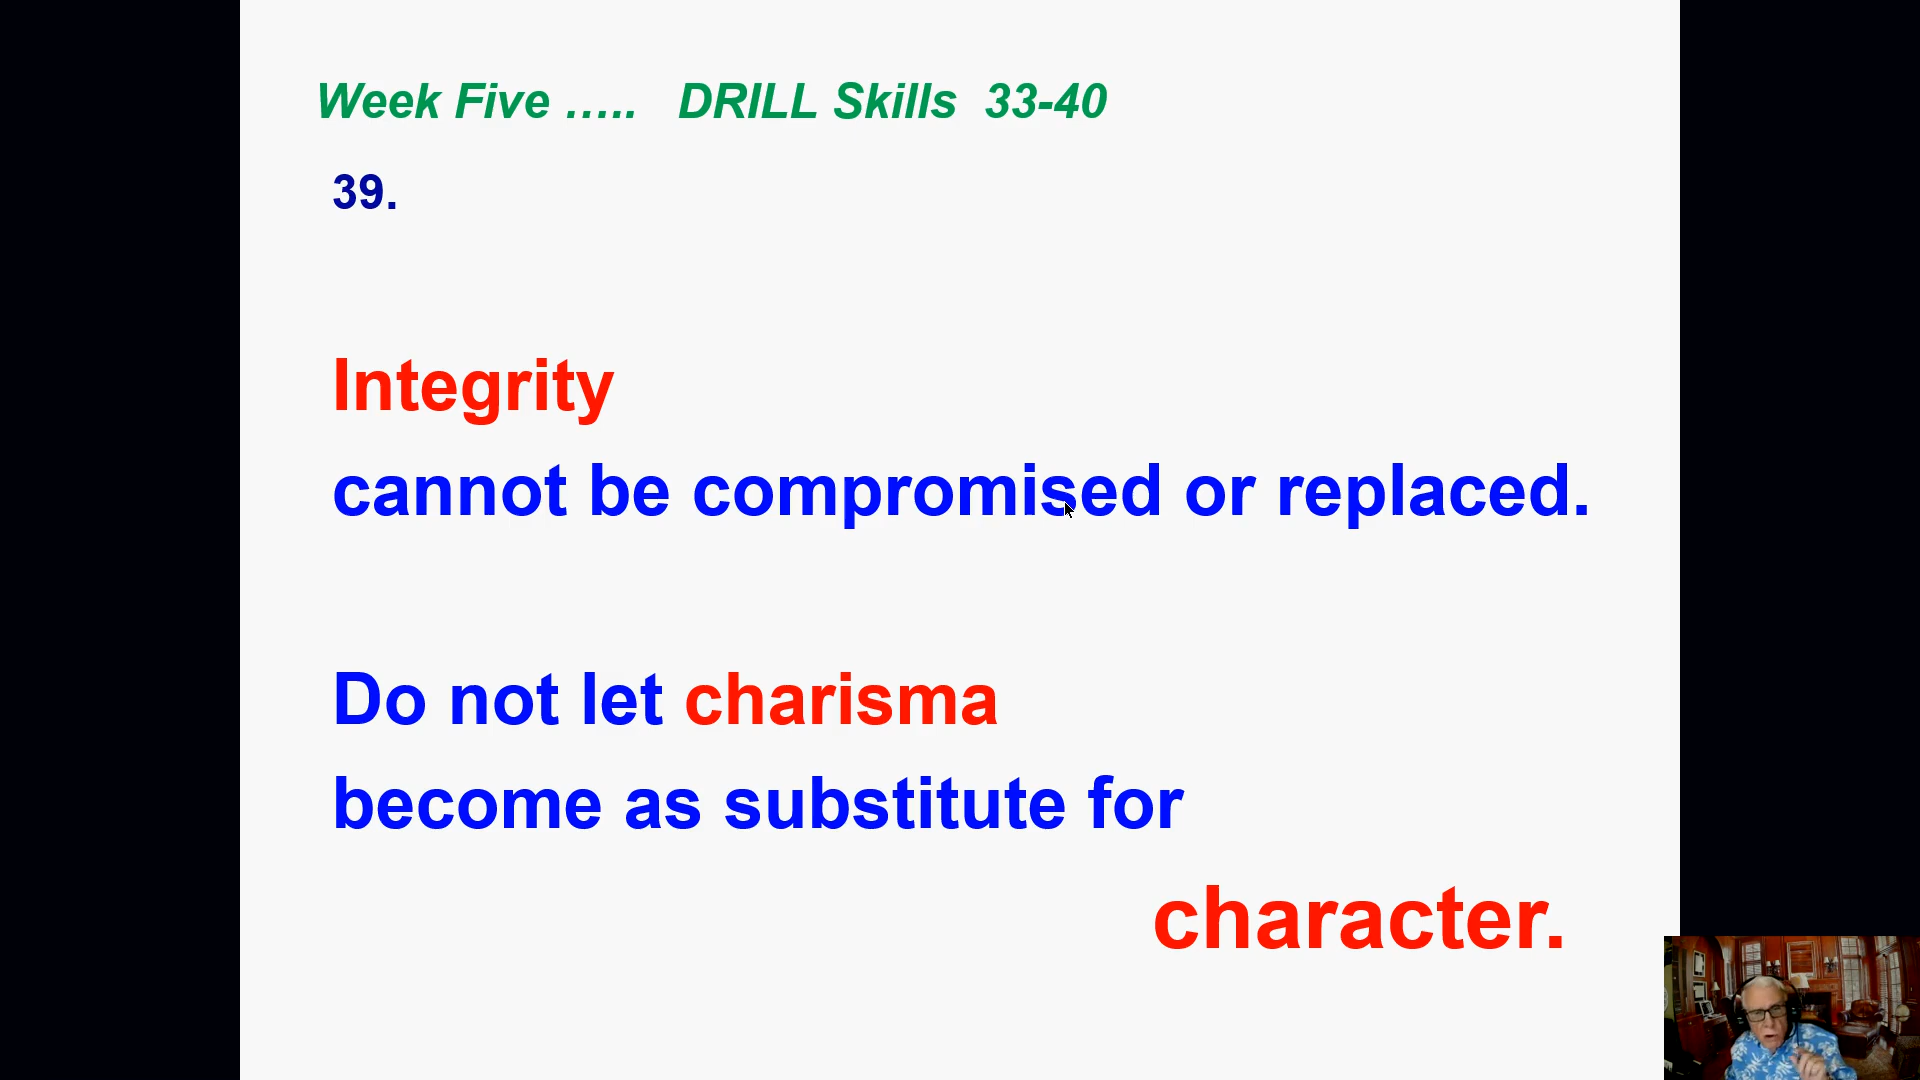 Week Five ..... DRILL Skills 33-40
39.
Integrity
cannot be compromised or replaced.
Do not let charisma
become as substitute for
character.